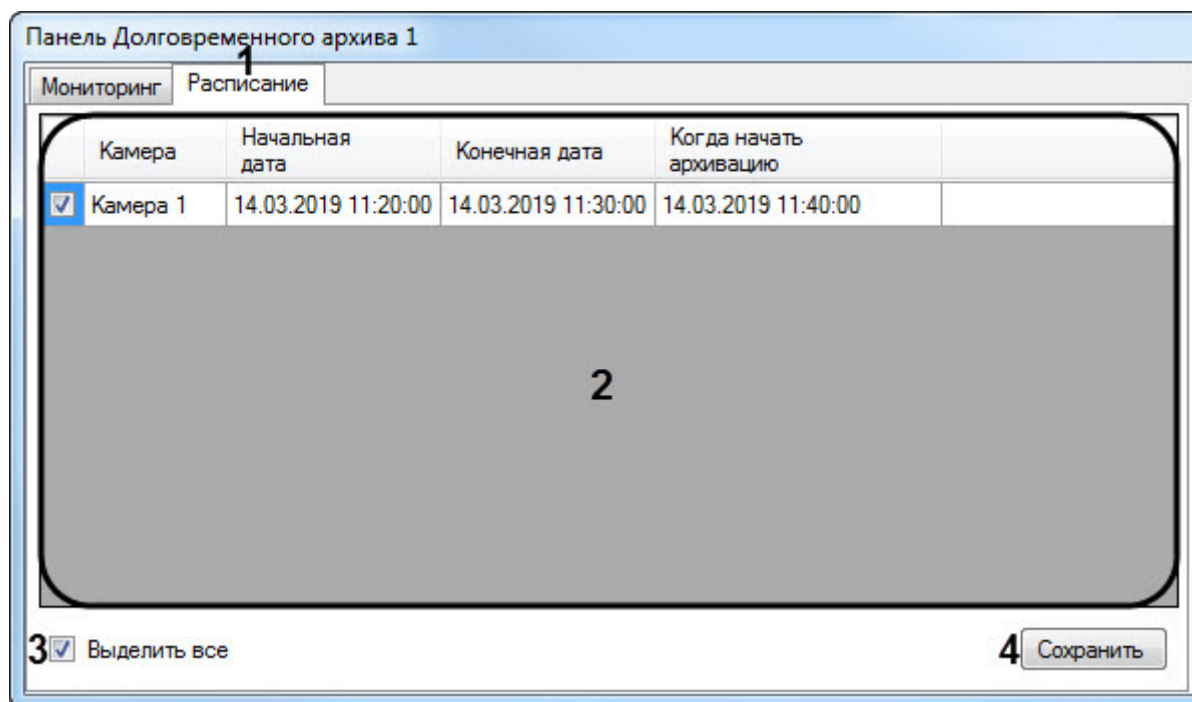 Панель Долговременного архива 1
1
Мониторинг Расписание
Камера Начальная дата Конечная дата Когда начать архивацию
Камера 1 14.03.2019 11:20:00 14.03.2019 11:30:00 14.03.2019 11:40:00
2
3 Выделить все 4 Сохранить